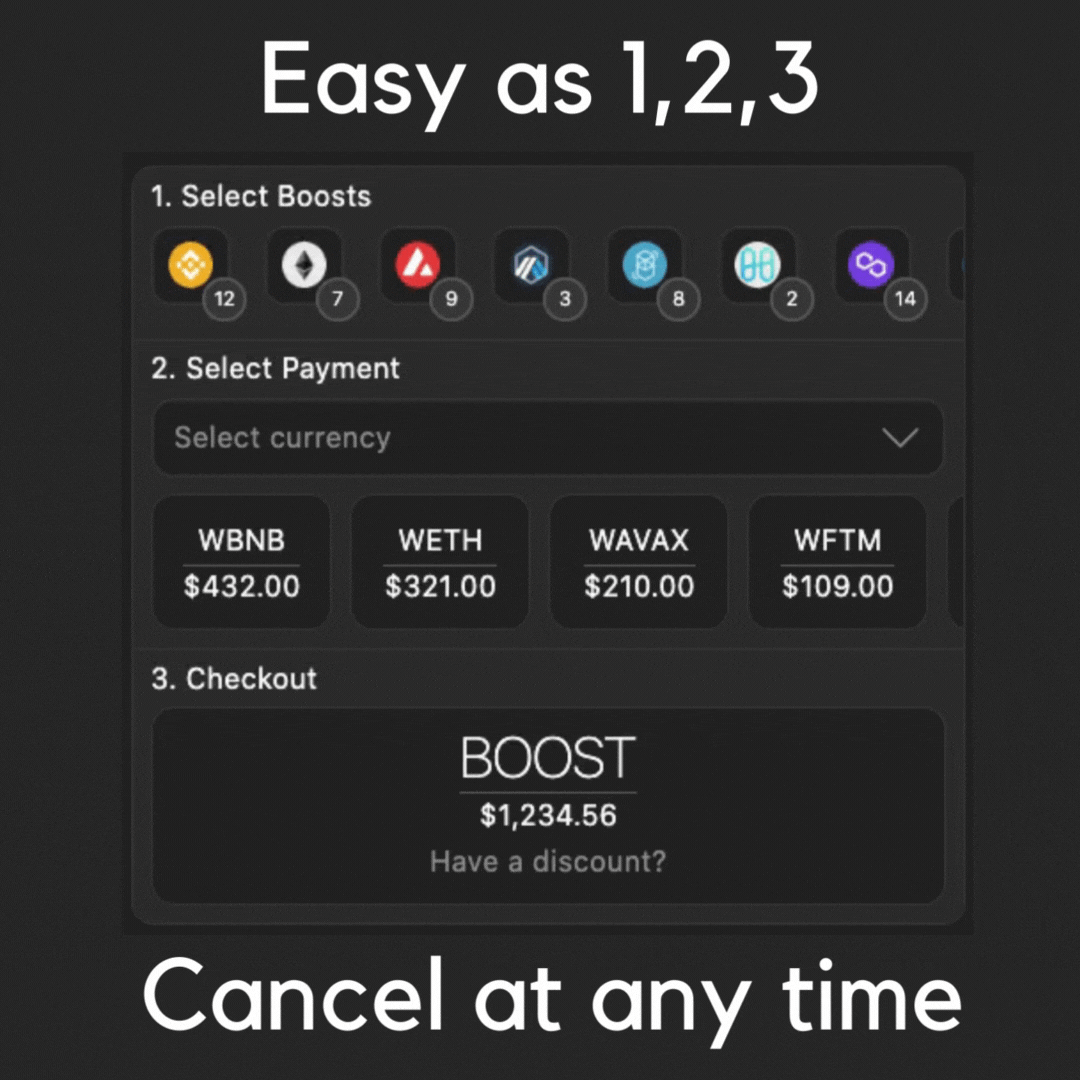 Easy as 1,2,3
1. Select Boosts
12 7 9 3 8 2 14
2. Select Payment
Select currency
WBNB WETH WAVAX WFTM
$432.00 $321.00 $210.00 $109.00
3. Checkout
BOOST
$1,234.56
Have a discount?
Cancel at any time